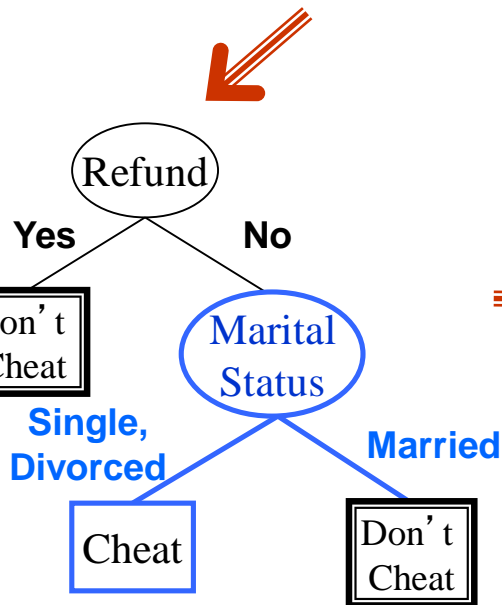 Refund
Yes No
on't
Cheat
Marital
Status
Single,
Divorced
Married
Cheat
Don't
Cheat